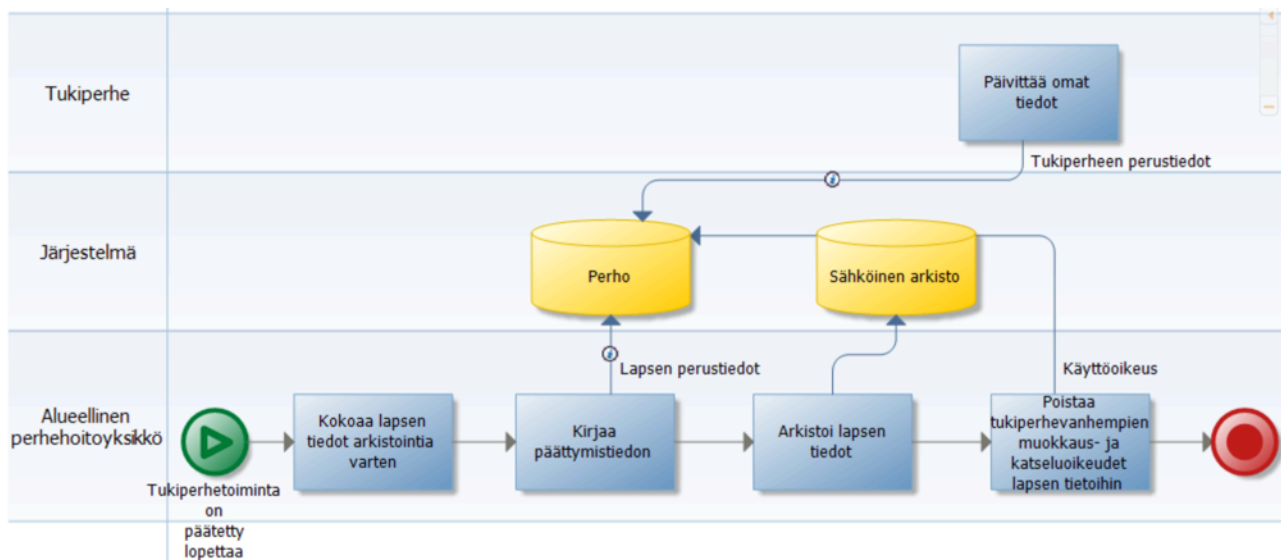 Tukiperhe
Päivittää omat
tiedot
Tukiperheen perustiedot
Järjestelmä
Perho
Sähköinen arkisto
Lapsen perustiedot
Käyttöoikeus
Alueellinen
perhehoitoyksikkö
Tukiperhetoiminta
on
päätetty
lopettaa
Kokoaa lapsen
tiedot arkistointia
varten
Kirjaa
päättymistiedon
Arkistoi lapsen
tiedot
Poistaa
tukiperhevanhempien
muokkaus- ja
katseluoikeudet
lapsen tietoihin